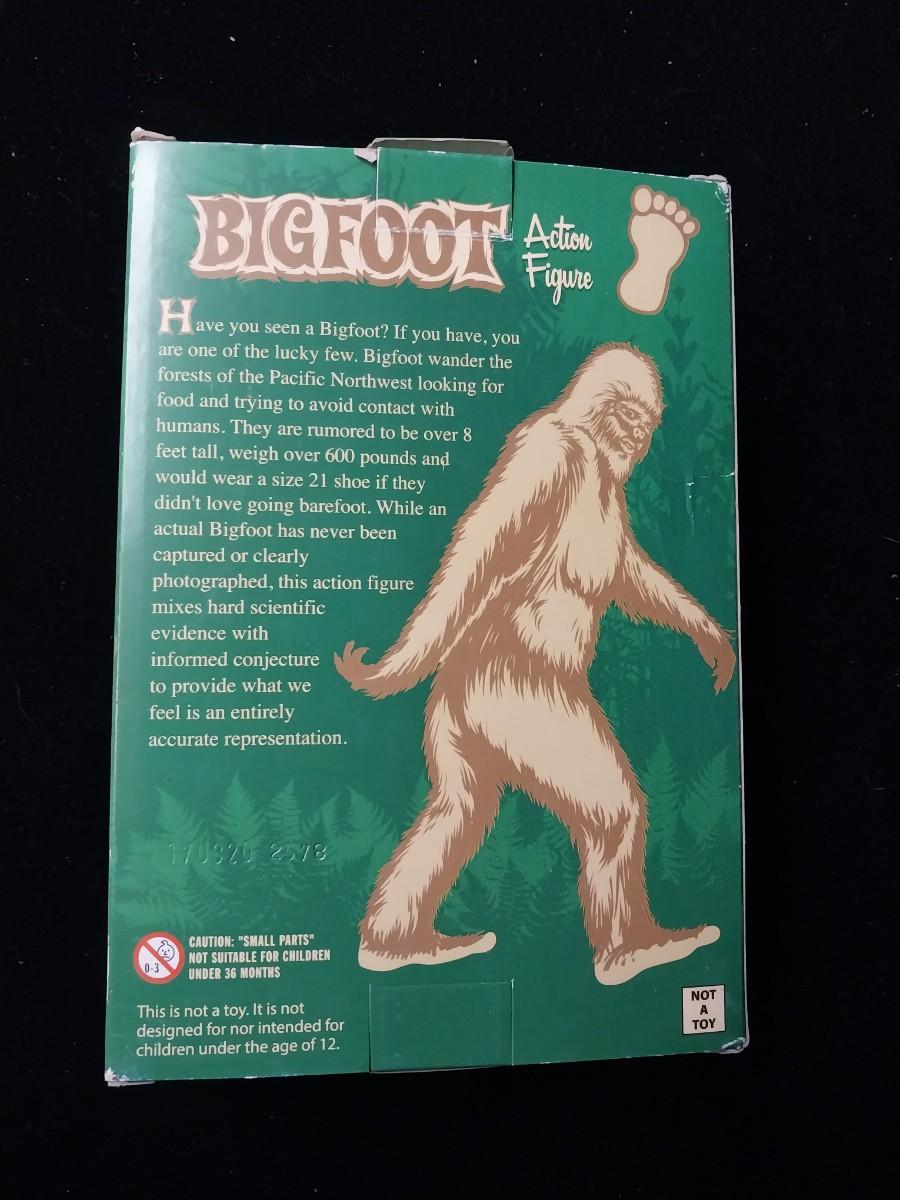 BIGFOOT
Action
Figure
Have you seen a Bigfoot? If you have, you
are one of the lucky few. Bigfoot wander the
forests of the Pacific Northwest looking for
food and trying to avoid contact with
humans. They are rumored to be over 8
feet tall, weigh over 600 pounds and
would wear a size 21 shoe if they
didn't love going barefoot. While an
actual Bigfoot has never been
captured or clearly
photographed, this action figure
mixes hard scientific
evidence with
informed conjecture
to provide what we
feel is an entirely
accurate representation.
0-3
CAUTION: "SMALL PARTS"
NOT SUITABLE FOR CHILDREN
UNDER 36 MONTHS
This is not a toy. It is not
designed for nor intended for
children under the age of 12.
NOT
A
TOY